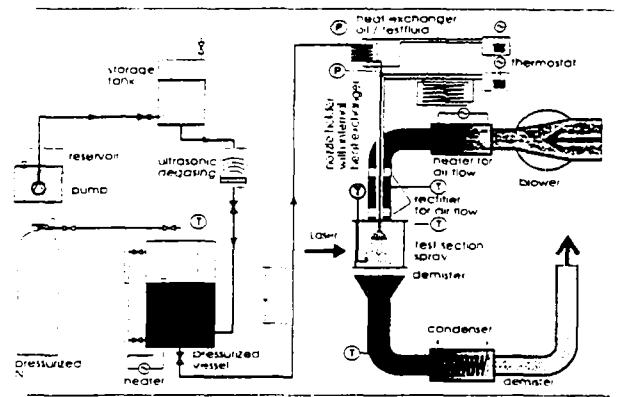 P
heat exchanger
oil / testfluid
P
thermostat
storage
tank
nozzle holder
with internal
heat exchanger
reservoir
ultrasonic
degasing
heater for
air flow
pump
blower
T
rectifier
for air flow
T
T
Laser
test section
spray
demister
condenser
T
pressurized
vessel
pressurized
heater
demister